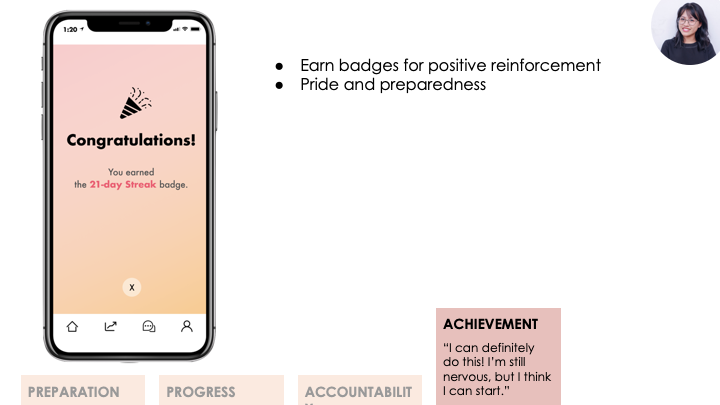 1:20
Congratulations!
You earned
the 21-day Streak badge.
X
● Earn badges for positive reinforcement
● Pride and preparedness
ACHIEVEMENT
“I can definitely
do this! I’m still
nervous, but I think
I can start.”
PREPARATION
PROGRESS
ACCOUNTABILIT